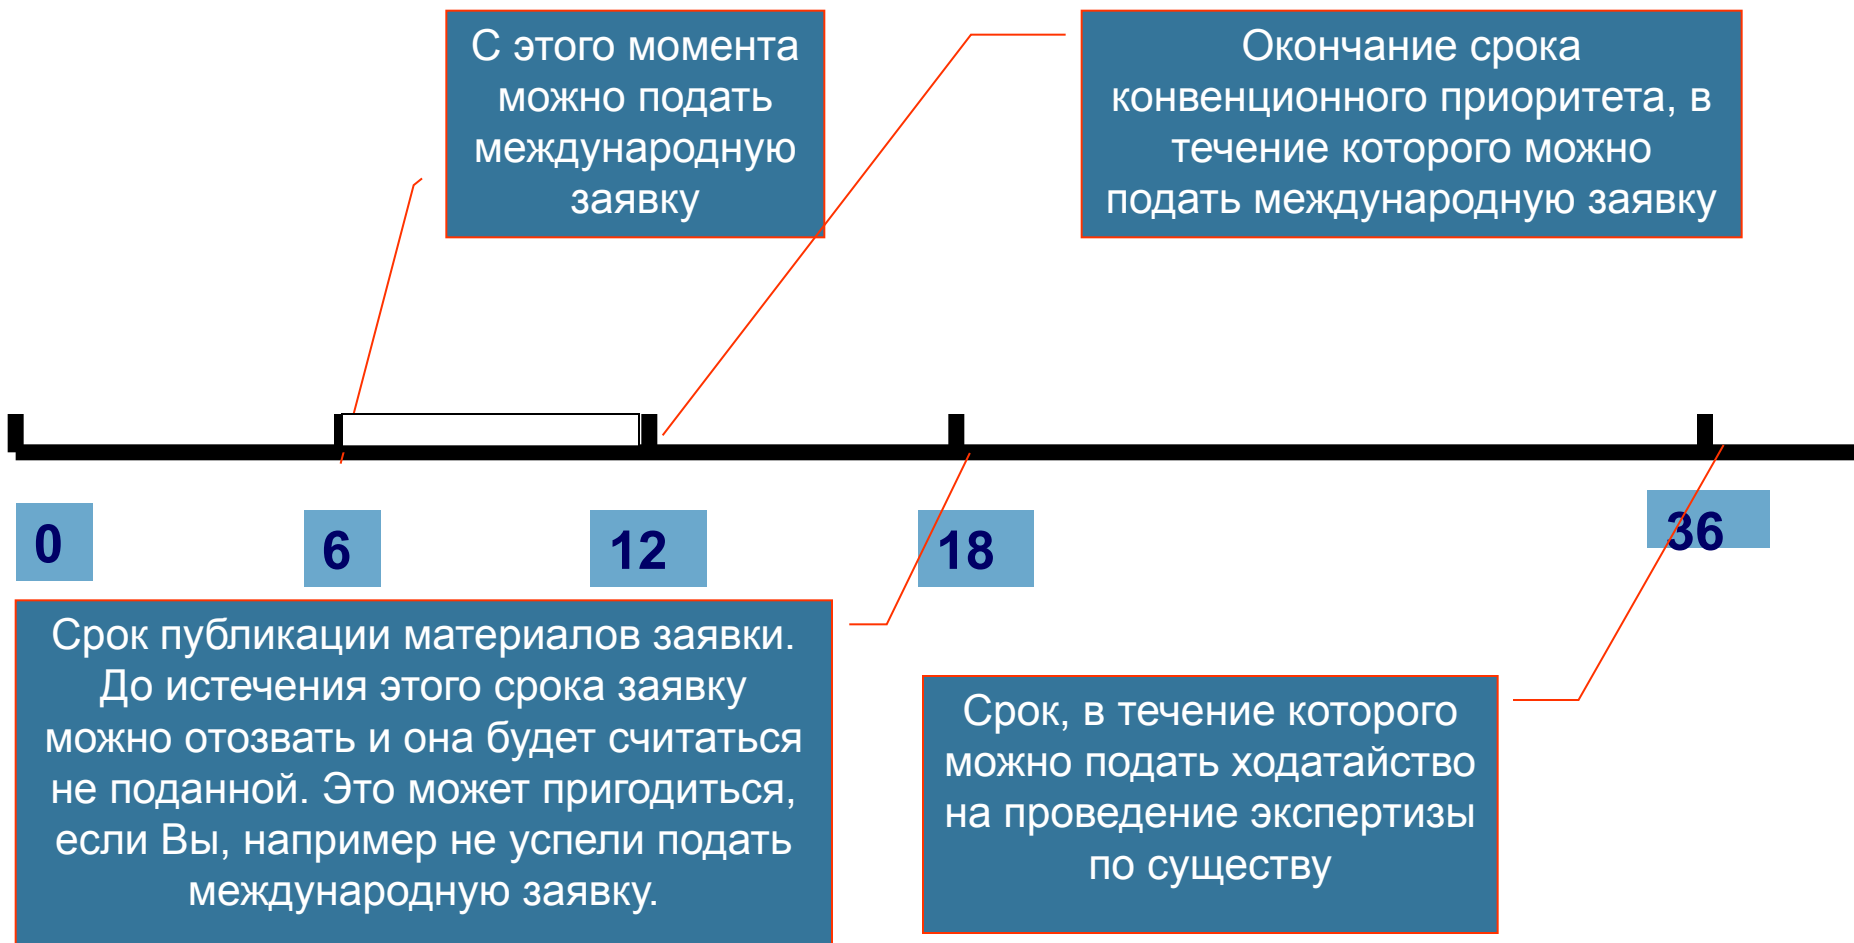 С этого момента
можно подать
международную
заявку
Окончание срока
конвенционного приоритета, в
течение которого можно
подать международную заявку
0
6
12
18
36
Срок публикации материалов заявки.
До истечения этого срока заявку
можно отозвать и она будет считаться
не поданной. Это может пригодиться,
если Вы, например не успели подать
международную заявку.
Срок, в течение которого
можно подать ходатайство
на проведение экспертизы
по существу